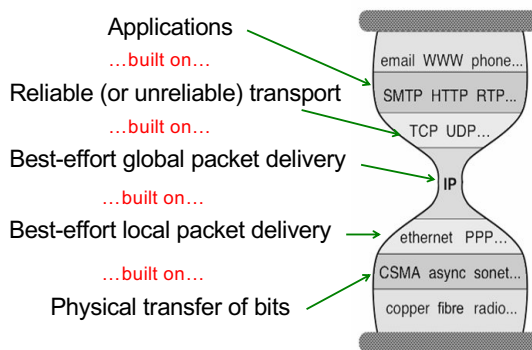 Applications
…built on…
Reliable (or unreliable) transport
…built on…
Best-effort global packet delivery
…built on…
Best-effort local packet delivery
…built on…
Physical transfer of bits
email WWW phone...
SMTP HTTP RTP...
TCP UDP...
IP
ethernet PPP...
CSMA async sonet...
copper fibre radio...